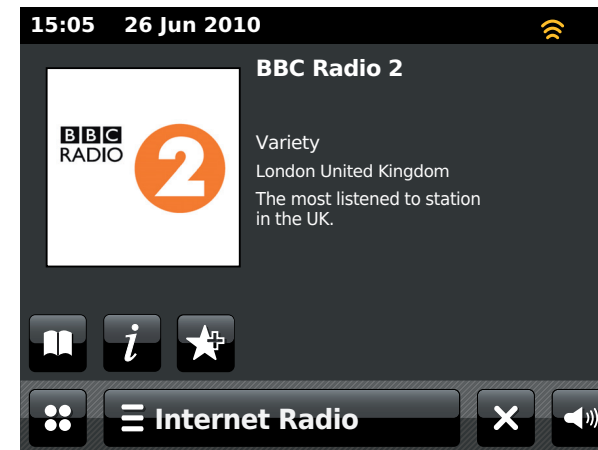 15:05 26 Jun 2010
BBC Radio 2
BBC
RADIO
2
Variety
London United Kingdom
The most listened to station
in the UK.
i
Internet Radio